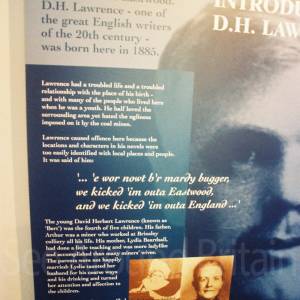 Eastwood.
D.H. Lawrence - one of
the great English writers
of the 20th century -
was born here in 1885.
INTRODU
D.H. LAW
Lawrence had a troubled life and a troubled
relationship with the place of his birth -
and with many of the people who lived here
when he was a youth. He half loved the
surrounding area yet hated the ugliness
imposed on it by the coal mines.
Lawrence caused offence here because the
locations and characters in his novels were
too easily identified with local places and people.
It was said of him:
'... 'e wor nowt b'r mardy bugger,
we kicked 'im outa Eastwood,
and we kicked 'im outa England ...'
The young David Herbert Lawrence (known as
'Bert') was the fourth of five children. His father,
Arthur was a miner who worked at Brinsley
colliery all his life. His mother, Lydia Beardsall,
had done a little teaching and was more ladylike
and accomplished than many miners' wives.
The parents were not happily
married: Lydia taunted her
husband for his coarse ways
and his drinking and turned
her attention and affection to
the children.